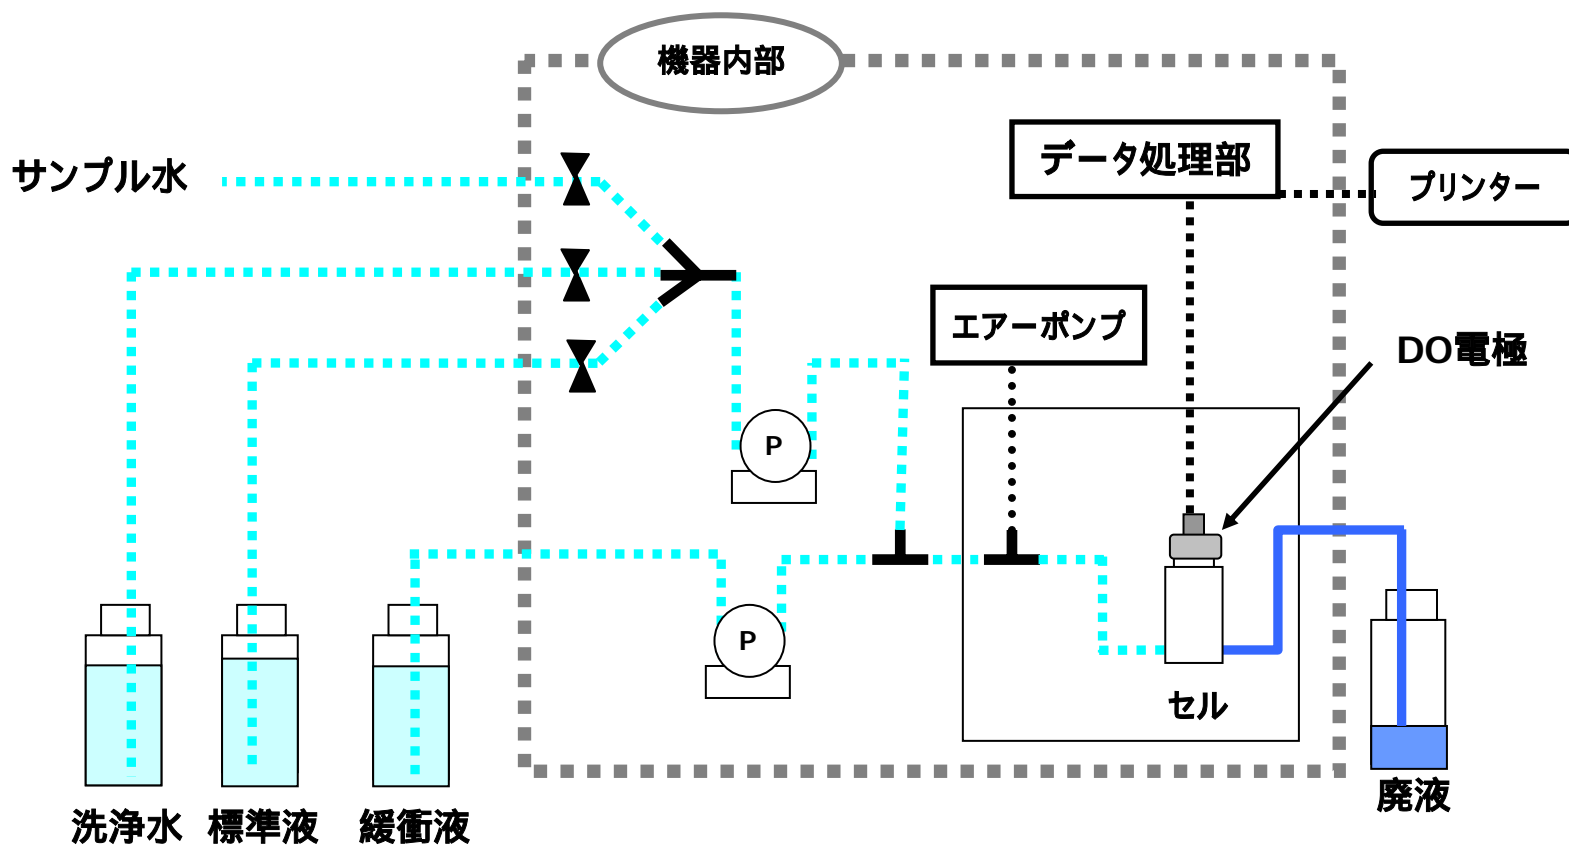 機器内部
データ処理部
サンプル水
プリンター
エアーポンプ
DO電極
P
P
セル
廃液
洗浄水
標準液
緩衝液